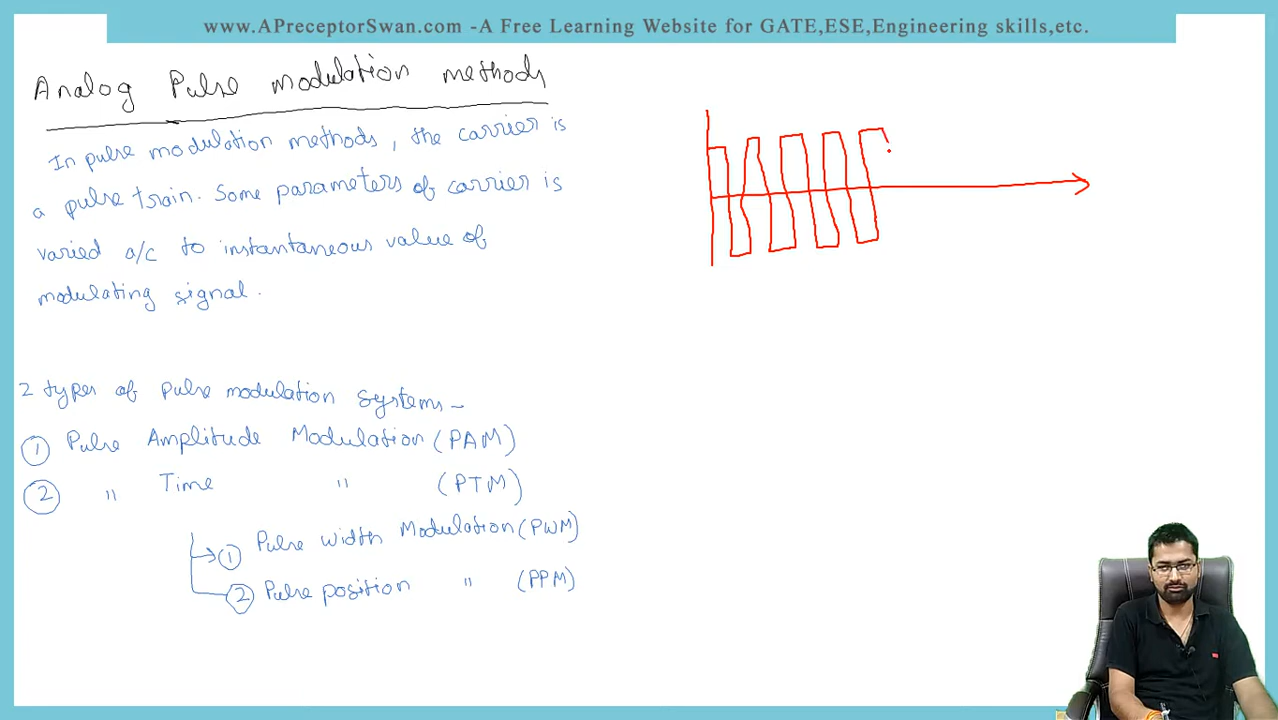 www.APreceptorSwan.com -A Free Learning Website for GATE,ESE,Engineering skills,etc.
Analog Pulse modulation methods
In pulse modulation methods, the carrier is
a pulse train. Some parameters of carrier is
varied a/c to instantaneous value of
modulating signal.
2 types of Pulse modulation Systems -
① Pulse Amplitude Modulation (PAM)
② " Time " (PTM)
① Pulse width Modulation (PWM)
② Pulse position " (PPM)